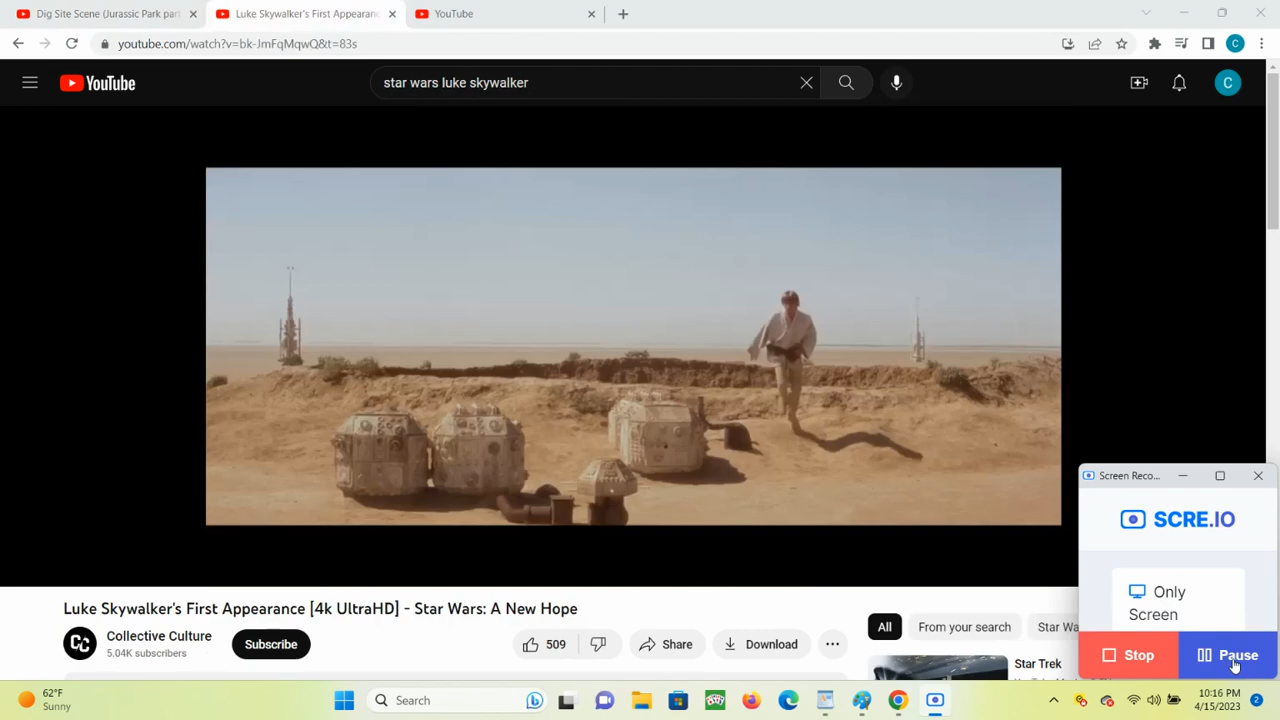 Dig Site Scene (Jurassic Park part
Luke Skywalker's First Appearanc
YouTube
youtube.com/watch?v=bk-JmFqMqwQ&t=83s
C
YouTube
star wars luke skywalker
C
Screen Reco...
SCRE.IO
Only
Screen
Stop
Pause
Luke Skywalker's First Appearance [4k UltraHD] - Star Wars: A New Hope
CC
Collective Culture
5.04K subscribers
Subscribe
509
Share
Download
All
From your search
Star Wa
Star Trek
62°F
Sunny
Search
10:16 PM
4/15/2023
2